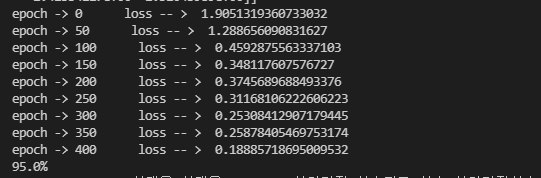 epoch -> 0 loss -- > 1.9051319360733032
epoch -> 50 loss -- > 1.288656090831627
epoch -> 100 loss -- > 0.4592875563337103
epoch -> 150 loss -- > 0.348117607576727
epoch -> 200 loss -- > 0.3745689688493376
epoch -> 250 loss -- > 0.31168106222606223
epoch -> 300 loss -- > 0.25308412907179445
epoch -> 350 loss -- > 0.25878405469753174
epoch -> 400 loss -- > 0.18885718695009532
95.0%